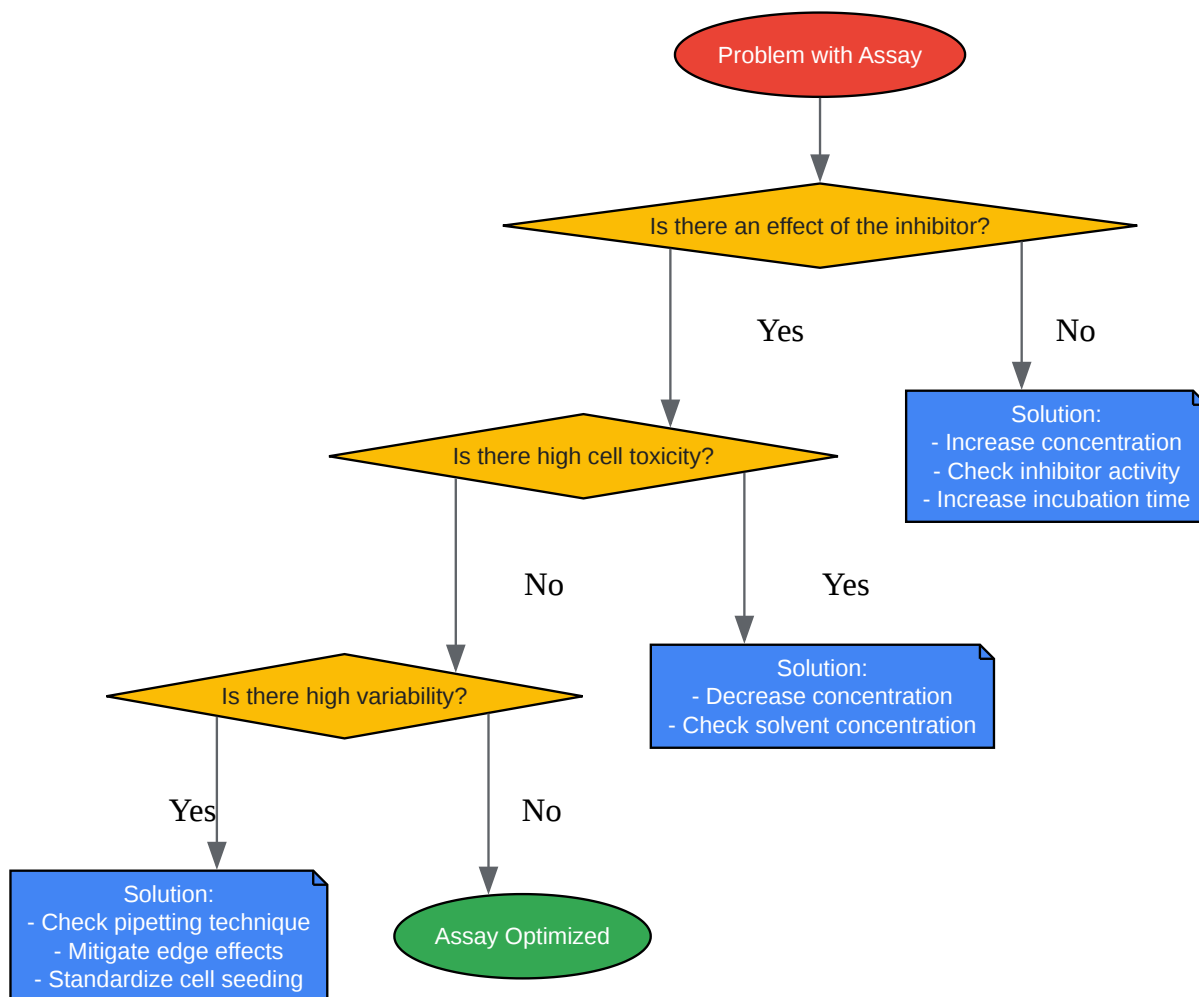 Problem with Assay
Is there an effect of the inhibitor?
Yes
No
Solution:
- Increase concentration
- Check inhibitor activity
- Increase incubation time
Is there high cell toxicity?
No
Yes
Solution:
- Decrease concentration
- Check solvent concentration
Is there high variability?
Yes
No
Solution:
- Check pipetting technique
- Mitigate edge effects
- Standardize cell seeding
Assay Optimized